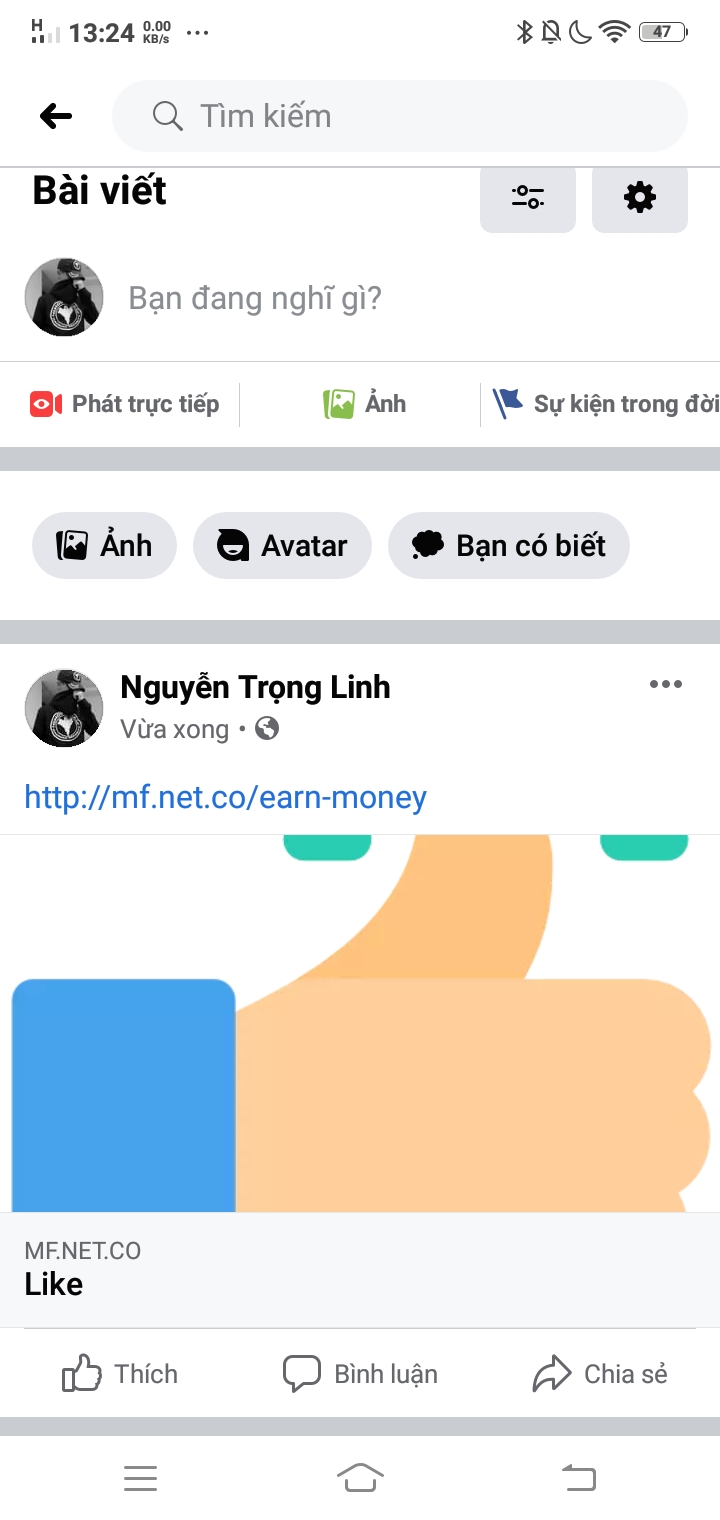 H 13:24 0.00 KB/s ... 47
Tìm kiếm
Bài viết
Bạn đang nghĩ gì?
Phát trực tiếp
Ảnh
Sự kiện trong đời
Ảnh
Avatar
Bạn có biết
Nguyễn Trọng Linh
Vừa xong •
http://mf.net.co/earn-money
MF.NET.CO
Like
Thích
Bình luận
Chia sẻ